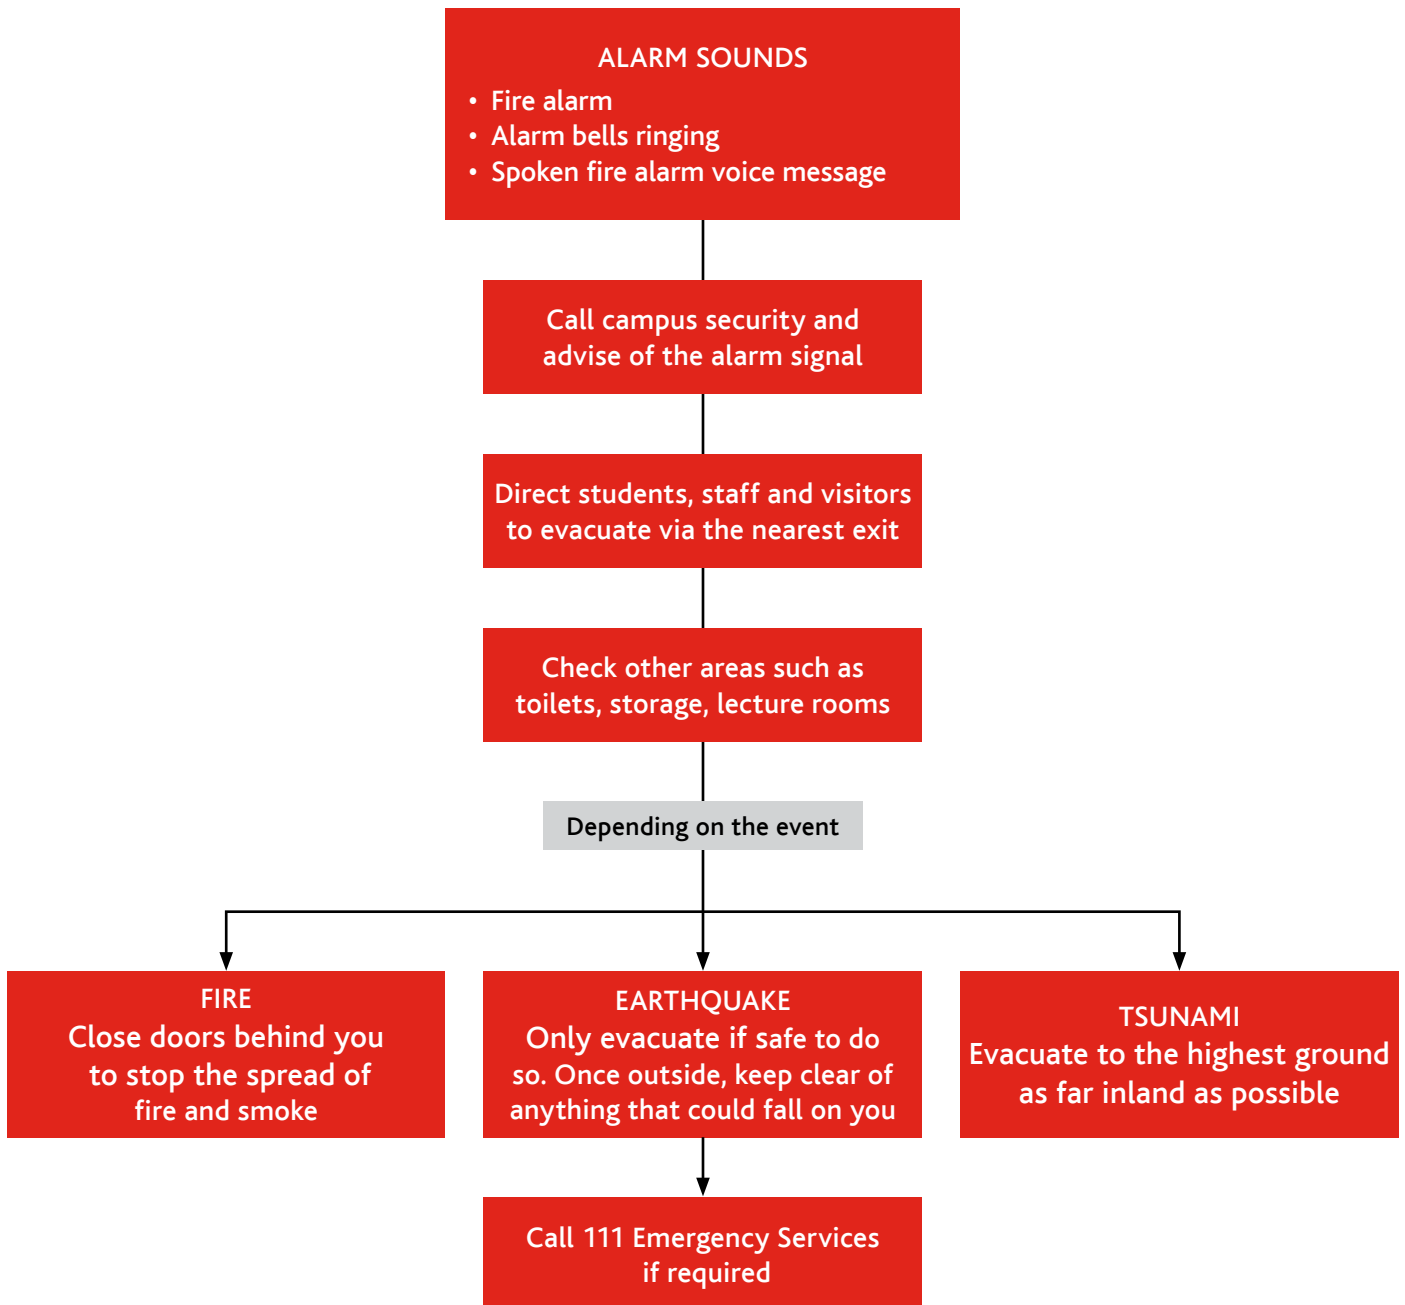 ALARM SOUNDS
• Fire alarm
• Alarm bells ringing
• Spoken fire alarm voice message
Call campus security and
advise of the alarm signal
Direct students, staff and visitors
to evacuate via the nearest exit
Check other areas such as
toilets, storage, lecture rooms
Depending on the event
FIRE
Close doors behind you
to stop the spread of
fire and smoke
EARTHQUAKE
Only evacuate if safe to do
so. Once outside, keep clear of
anything that could fall on you
TSUNAMI
Evacuate to the highest ground
as far inland as possible
Call 111 Emergency Services
if required